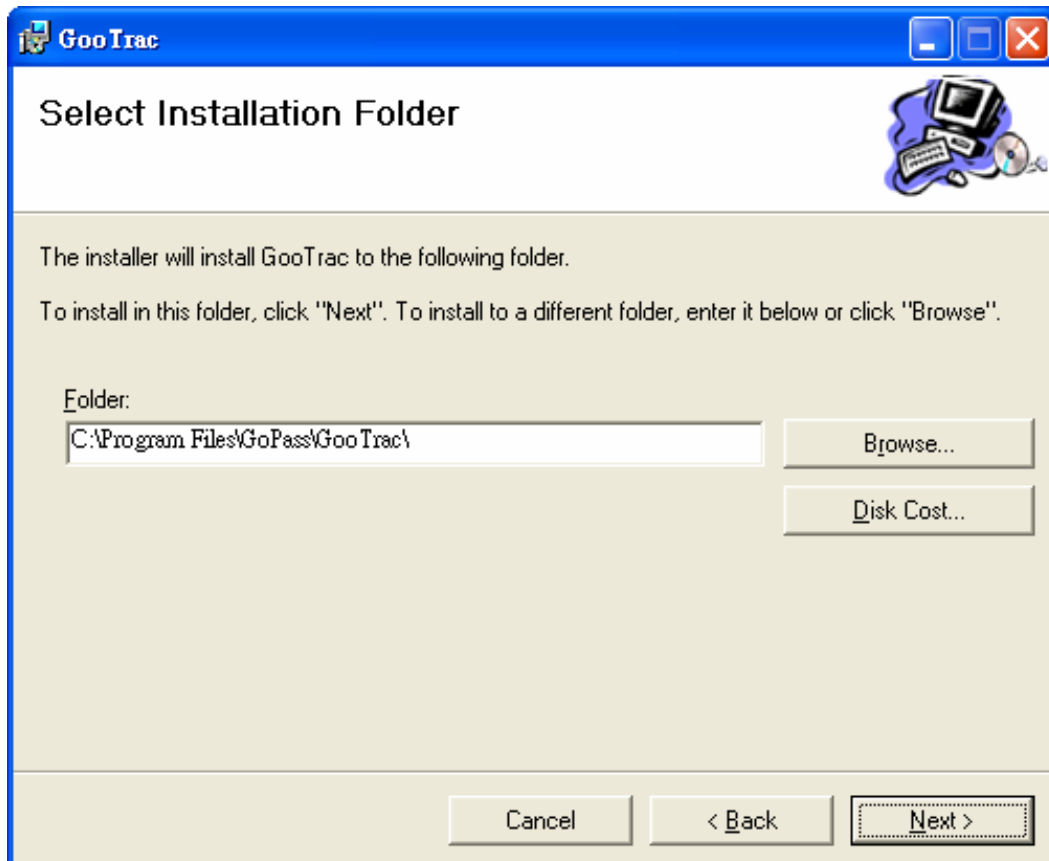 GooTrac
Select Installation Folder
The installer will install GooTrac to the following folder.
To install in this folder, click "Next". To install to a different folder, enter it below or click "Browse".
Folder:
C:\Program Files\GoPass\GooTrac\
Browse...
Disk Cost...
Cancel
< Back
Next >